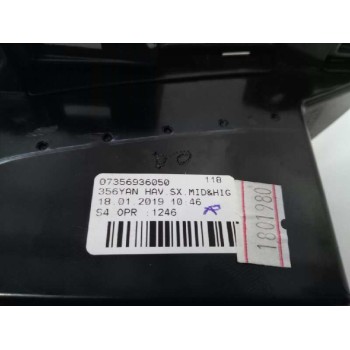 07356936050 118
356YAN HAV SX.MID&HIG
18.01.2019 10.46
S4 OPR :1246
1801980